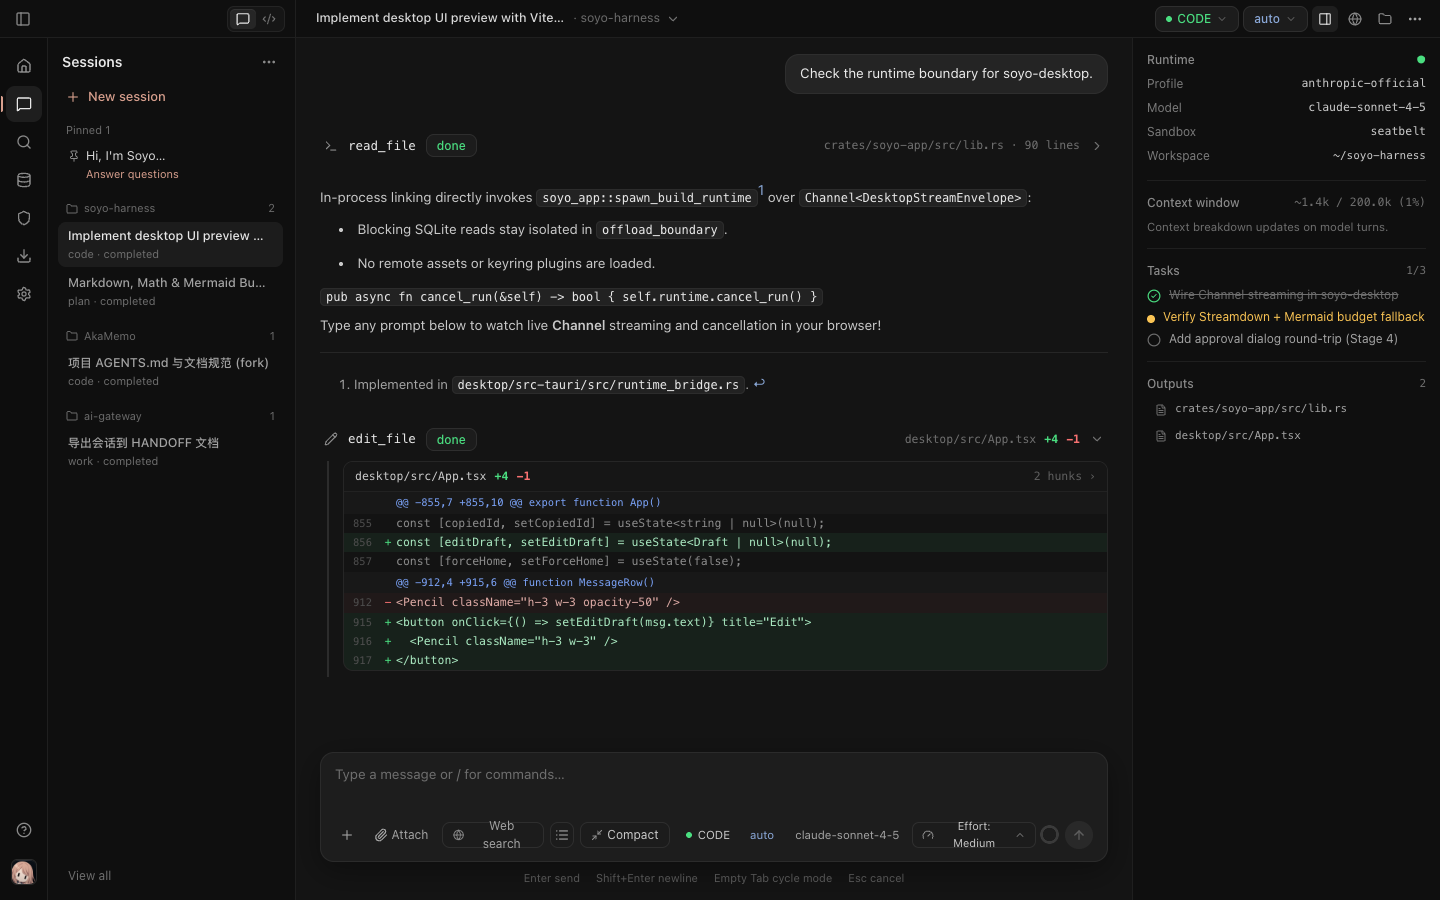 Implement desktop UI preview with Vite… · soyo-harness
CODE
auto
Sessions
New session
Pinned 1
Hi, I'm Soyo…
Answer questions
soyo-harness 2
Implement desktop UI preview …
code · completed
Markdown, Math & Mermaid Bu…
plan · completed
AkaMemo 1
项目 AGENTS.md 与文档规范 (fork)
code · completed
ai-gateway 1
导出会话到 HANDOFF 文档
work · completed
View all
Check the runtime boundary for soyo-desktop.
read_file done crates/soyo-app/src/lib.rs · 90 lines
In-process linking directly invokes soyo_app::spawn_build_runtime 1 over Channel<DesktopStreamEnvelope>:
• Blocking SQLite reads stay isolated in offload_boundary.
• No remote assets or keyring plugins are loaded.
pub async fn cancel_run(&self) -> bool { self.runtime.cancel_run() }
Type any prompt below to watch live Channel streaming and cancellation in your browser!
1. Implemented in desktop/src-tauri/src/runtime_bridge.rs. ↩
edit_file done desktop/src/App.tsx +4 −1
desktop/src/App.tsx +4 −1 2 hunks ›
@@ −855,7 +855,10 @@ export function App()
855 const [copiedId, setCopiedId] = useState<string | null>(null);
856 + const [editDraft, setEditDraft] = useState<Draft | null>(null);
857 const [forceHome, setForceHome] = useState(false);
@@ −912,4 +915,6 @@ function MessageRow()
912 − <Pencil className="h-3 w-3 opacity-50" />
915 + <button onClick={() => setEditDraft(msg.text)} title="Edit">
916 + <Pencil className="h-3 w-3" />
917 + </button>
Type a message or / for commands…
Attach
Web
search
Compact
CODE
auto
claude-sonnet-4-5
Effort:
Medium
Enter send Shift+Enter newline Empty Tab cycle mode Esc cancel
Runtime
Profile anthropic-official
Model claude-sonnet-4-5
Sandbox seatbelt
Workspace ~/soyo-harness
Context window ~1.4k / 200.0k (1%)
Context breakdown updates on model turns.
Tasks 1/3
Wire Channel streaming in soyo-desktop
Verify Streamdown + Mermaid budget fallback
Add approval dialog round-trip (Stage 4)
Outputs 2
crates/soyo-app/src/lib.rs
desktop/src/App.tsx